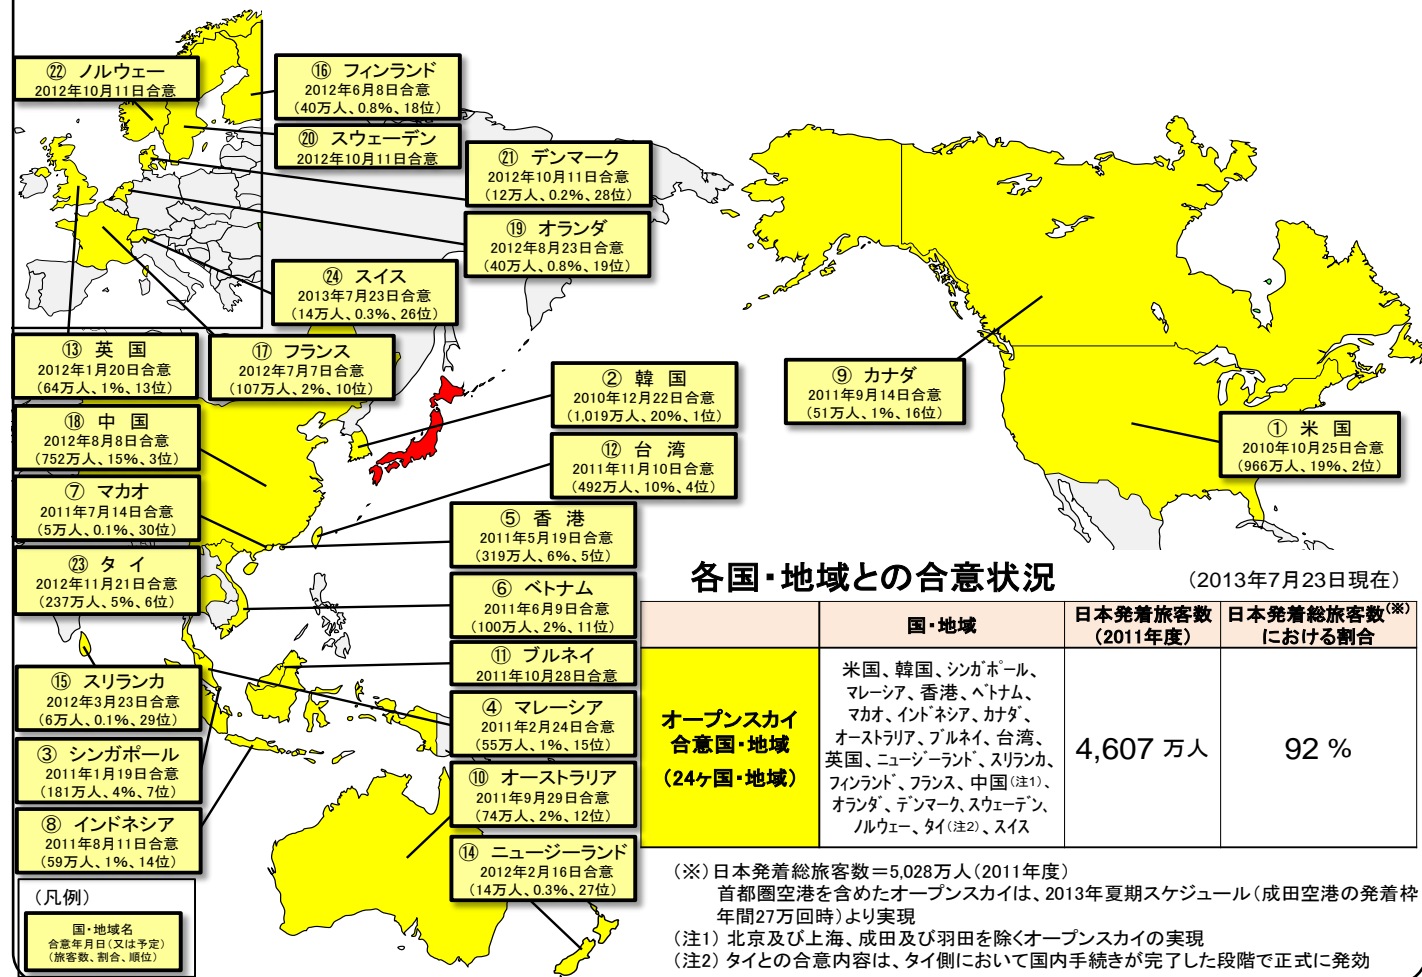 ㉒ ノルウェー
2012年10月11日合意
⑯ フィンランド
2012年6月8日合意
(40万人、0.8%、18位)
⑳ スウェーデン
2012年10月11日合意
㉑ デンマーク
2012年10月11日合意
(12万人、0.2%、28位)
⑲ オランダ
2012年8月23日合意
(40万人、0.8%、19位)
㉔ スイス
2013年7月23日合意
(14万人、0.3%、26位)
⑬ 英 国
2012年1月20日合意
(64万人、1%、13位)
⑰ フランス
2012年7月7日合意
(107万人、2%、10位)
② 韓 国
2010年12月22日合意
(1,019万人、20%、1位)
⑨ カナダ
2011年9月14日合意
(51万人、1%、16位)
① 米 国
2010年10月25日合意
(966万人、19%、2位)
⑱ 中 国
2012年8月8日合意
(752万人、15%、3位)
⑫ 台 湾
2011年11月10日合意
(492万人、10%、4位)
⑦ マカオ
2011年7月14日合意
(5万人、0.1%、30位)
⑤ 香 港
2011年5月19日合意
(319万人、6%、5位)
㉓ タ イ
2012年11月21日合意
(237万人、5%、6位)
⑥ ベトナム
2011年6月9日合意
(100万人、2%、11位)
⑪ ブルネイ
2011年10月28日合意
⑮ スリランカ
2012年3月23日合意
(6万人、0.1%、29位)
④ マレーシア
2011年2月24日合意
(55万人、1%、15位)
③ シンガポール
2011年1月19日合意
(181万人、4%、7位)
⑩ オーストラリア
2011年9月29日合意
(74万人、2%、12位)
⑧ インドネシア
2011年8月11日合意
(59万人、1%、14位)
⑭ ニュージーランド
2012年2月16日合意
(14万人、0.3%、27位)
(凡例)
国・地域名
合意年月日(又は予定)
(旅客数、割合、順位)
各国・地域との合意状況
(2013年7月23日現在)
国・地域
日本発着旅客数
(2011年度)
日本発着総旅客数(※)
における割合
オープンスカイ
合意国・地域
(24ヶ国・地域)
米国、韓国、シンガポール、
マレーシア、香港、ベトナム、
マカオ、インドネシア、カナダ、
オーストラリア、ブルネイ、台湾、
英国、ニュージーランド、スリランカ、
フィンランド、フランス、中国(注1)、
オランダ、デンマーク、スウェーデン、
ノルウェー、タイ(注2)、スイス
4,607 万人
92 %
(※)日本発着総旅客数=5,028万人(2011年度)
首都圏空港を含めたオープンスカイは、2013年夏期スケジュール(成田空港の発着枠
年間27万回時)より実現
(注1) 北京及び上海、成田及び羽田を除くオープンスカイの実現
(注2) タイとの合意内容は、タイ側において国内手続きが完了した段階で正式に発効